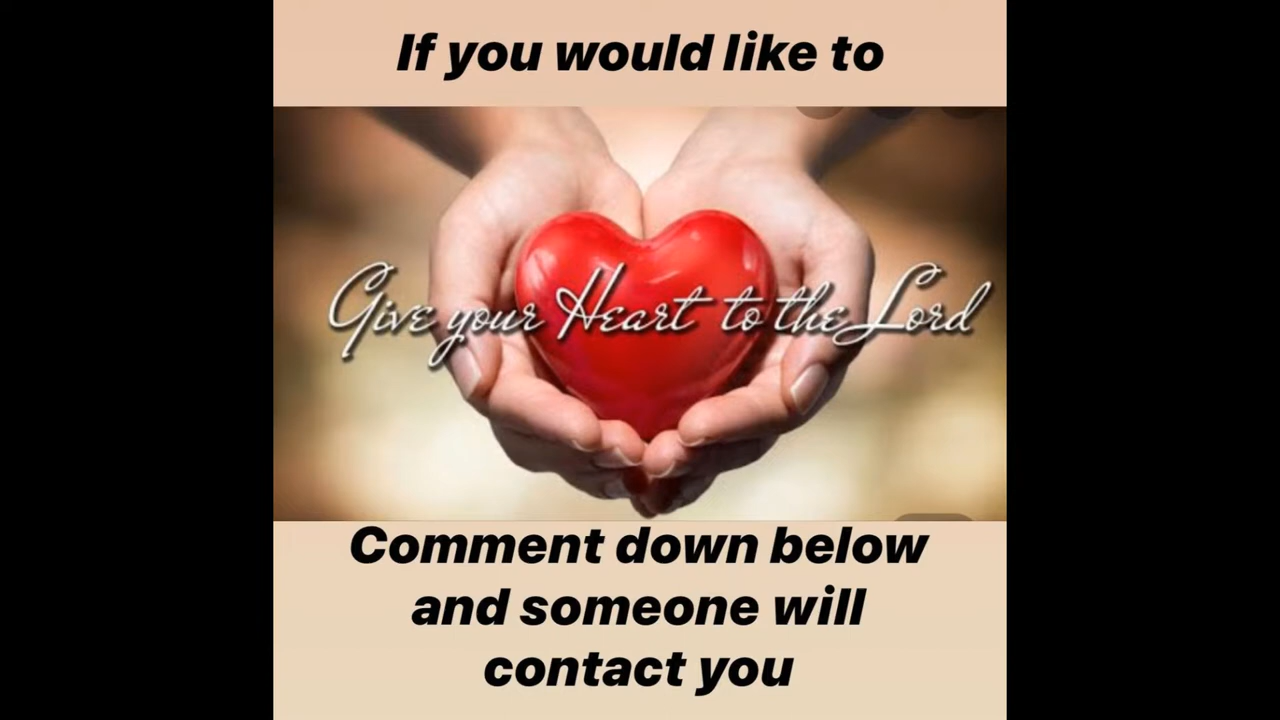 If you would like to
Give your Heart to the Lord
Comment down below
and someone will
contact you